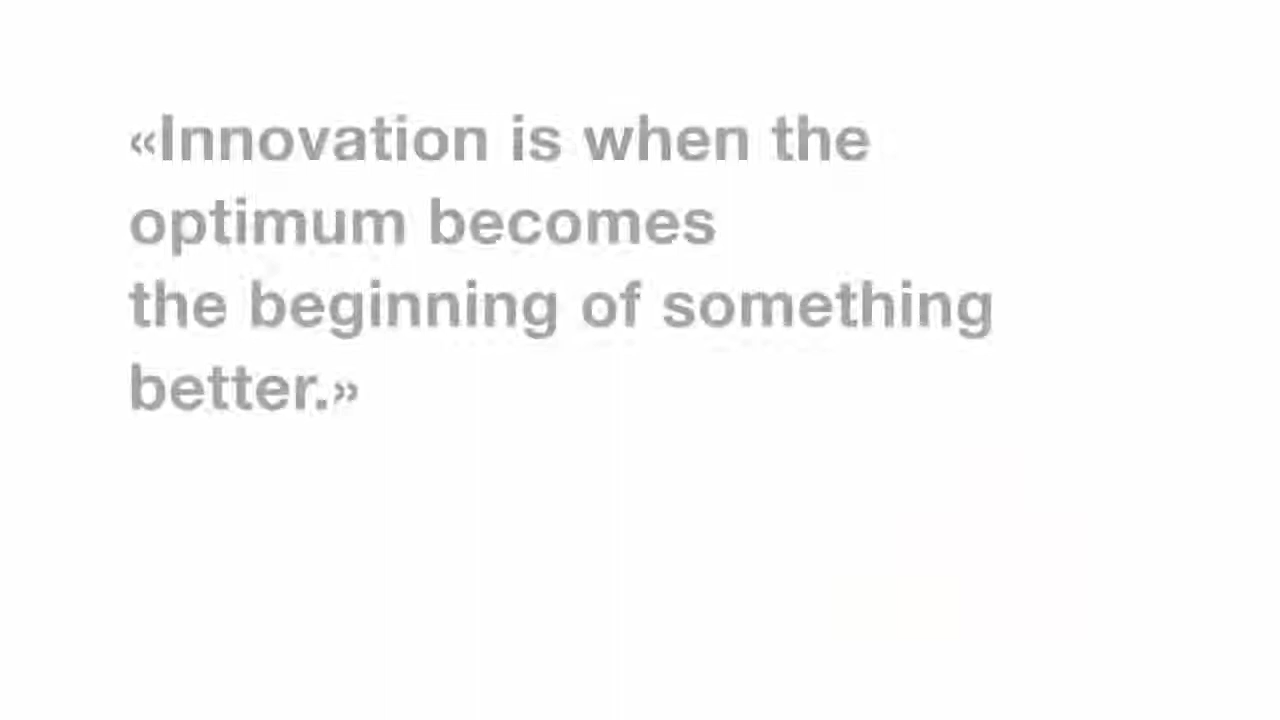 «Innovation is when the
optimum becomes
the beginning of something
better.»